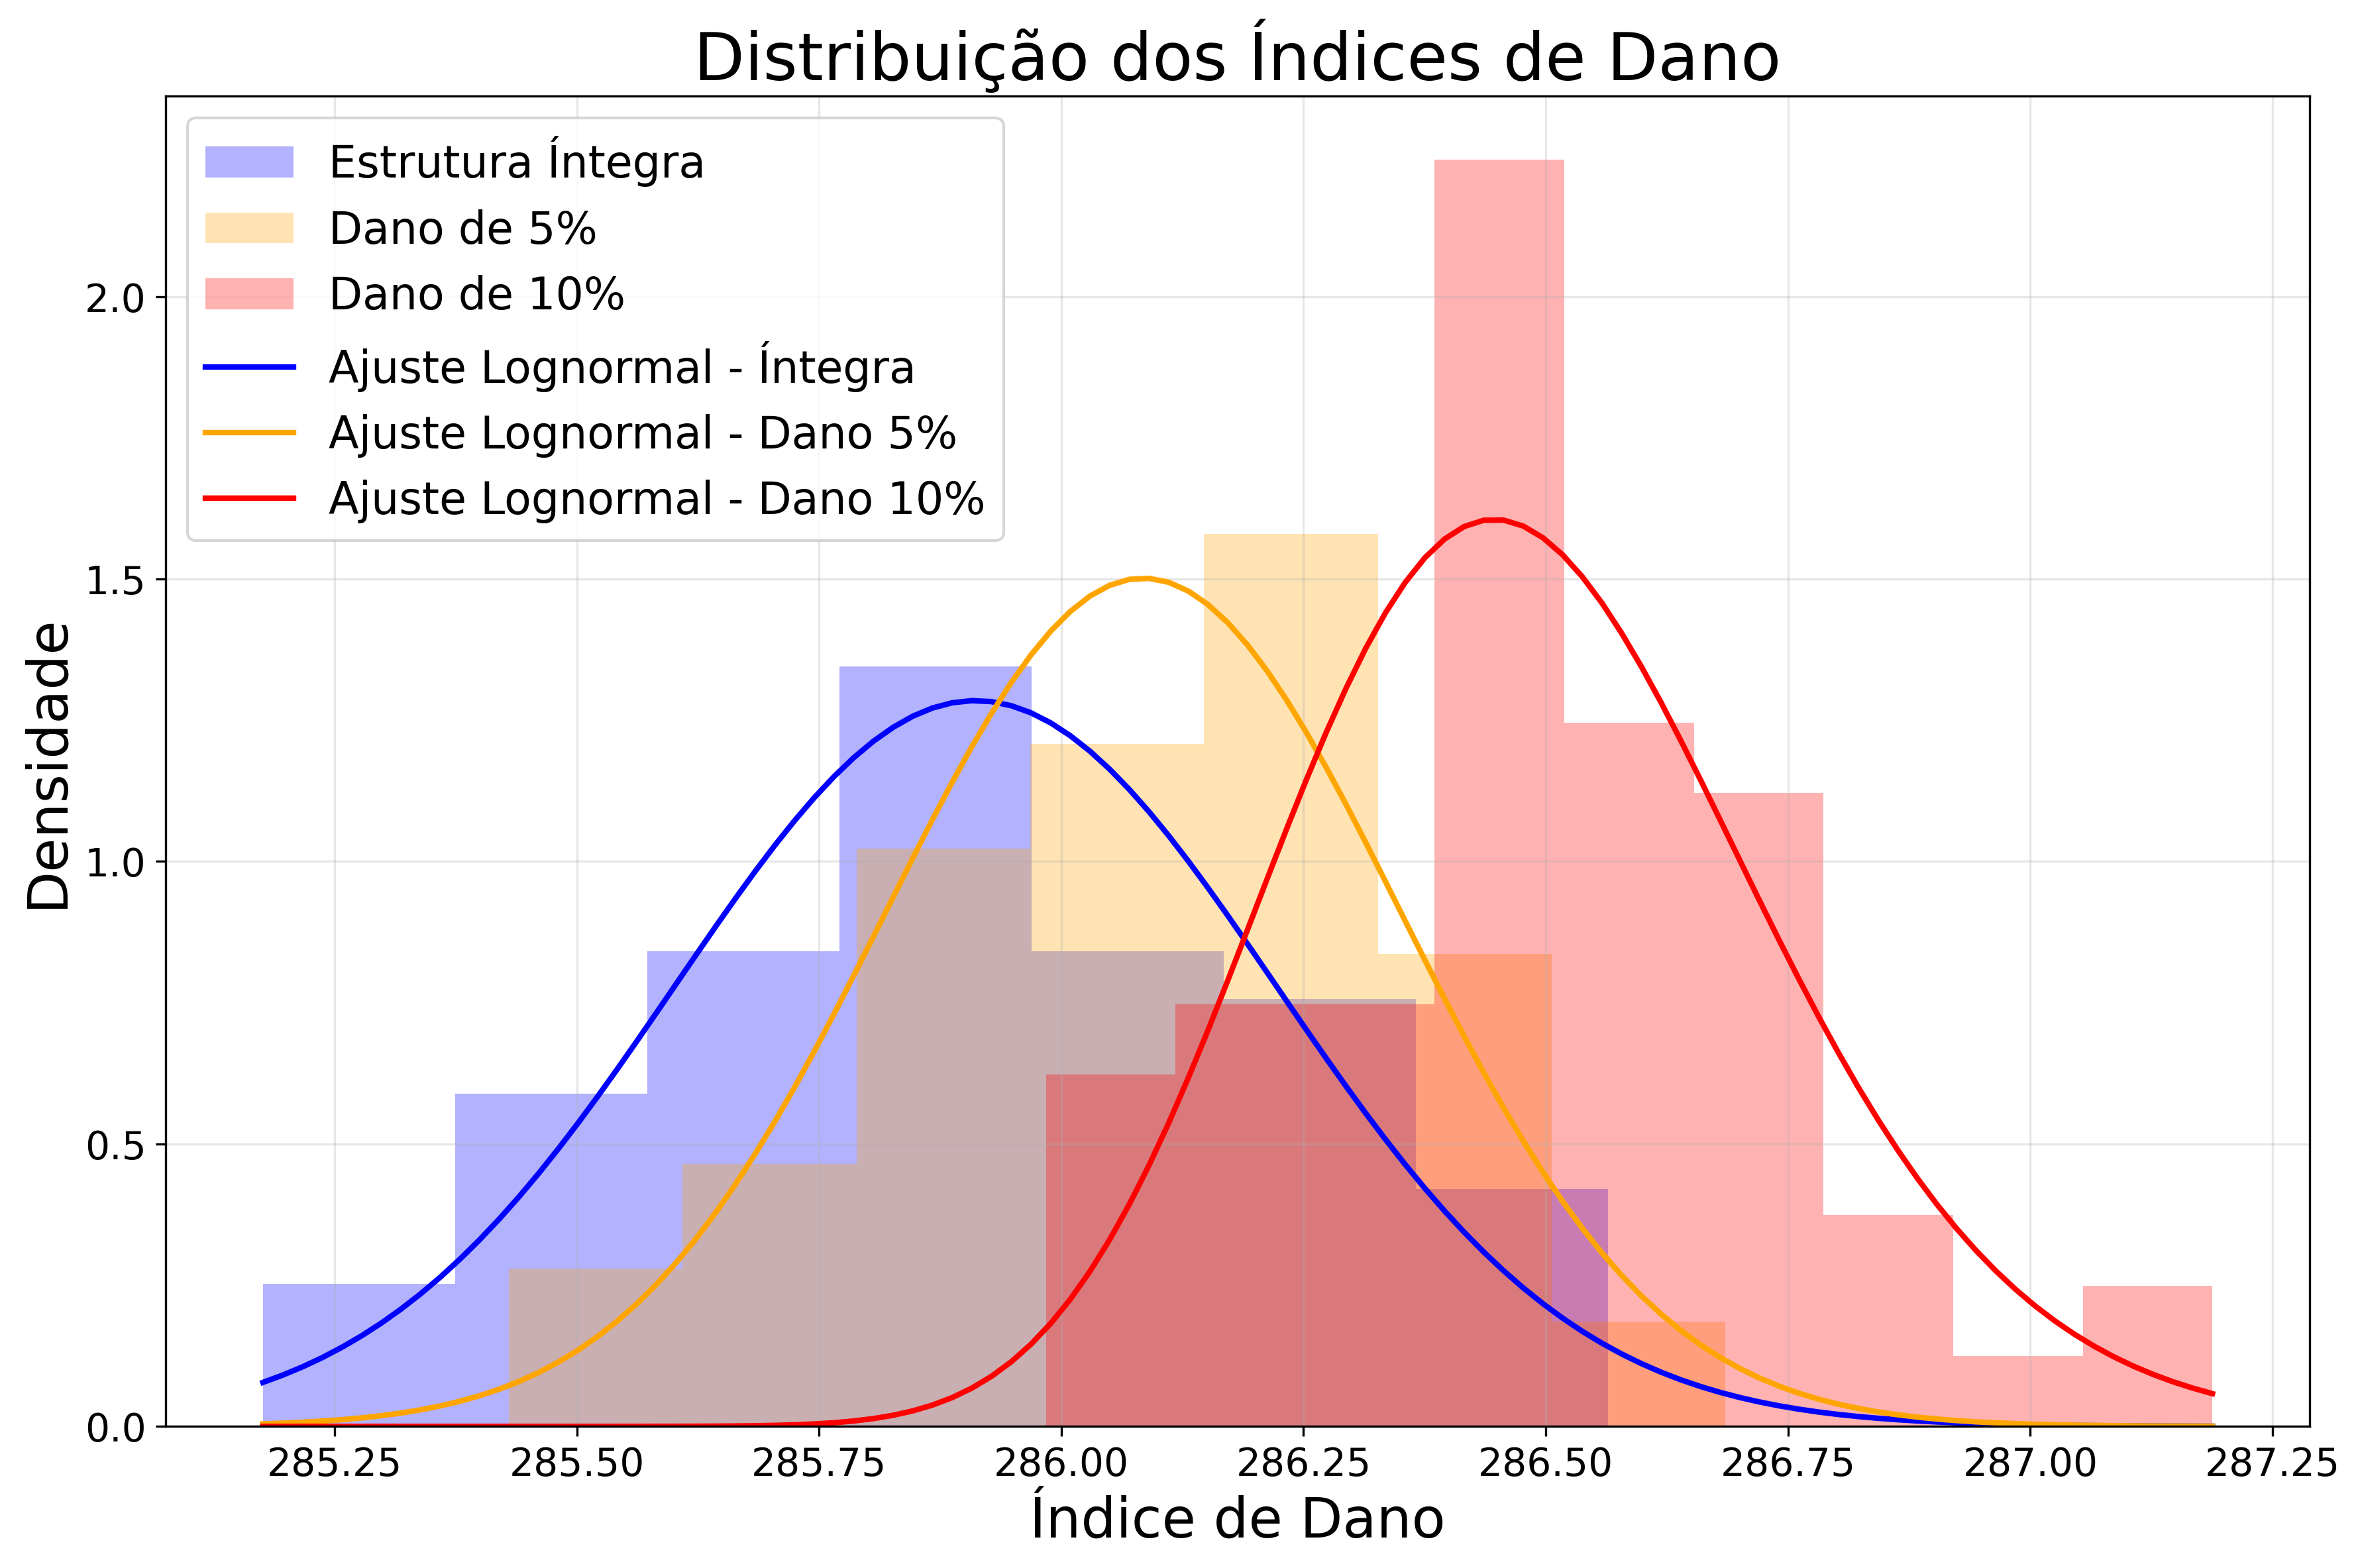 Distribuição dos Índices de Dano
Estrutura Íntegra
Dano de 5%
Dano de 10%
Ajuste Lognormal - Íntegra
Ajuste Lognormal - Dano 5%
Ajuste Lognormal - Dano 10%
Densidade
2.0
1.5
1.0
0.5
0.0
285.25 285.50 285.75 286.00 286.25 286.50 286.75 287.00 287.25
Índice de Dano